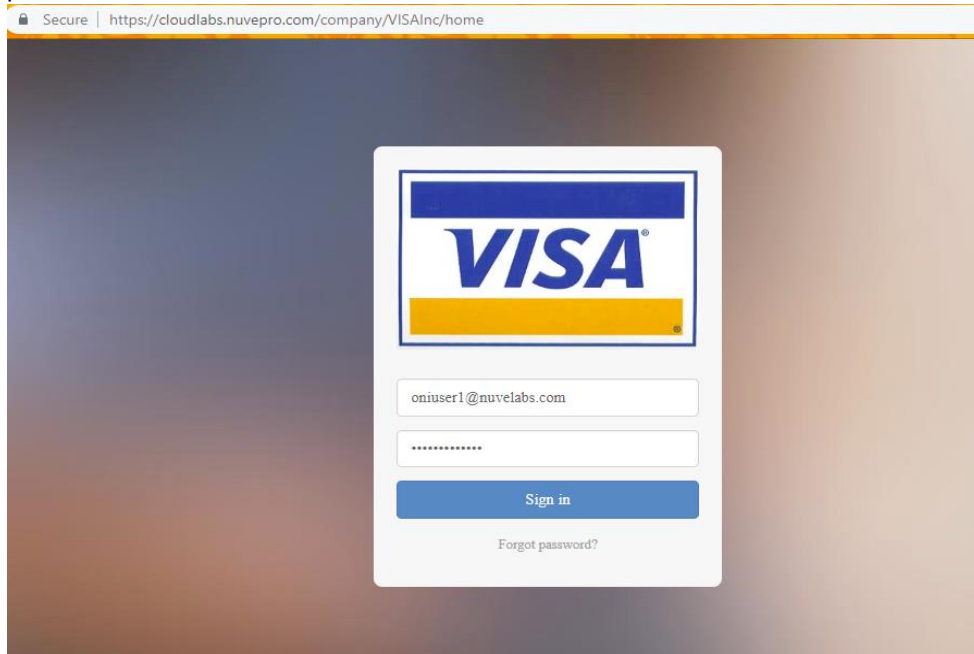 Secure | https://cloudlabs.nuvepro.com/company/VISAInc/home
VISA®
®
oniuser1@nuvelabs.com
•••••••••••••
Sign in
Forgot password?